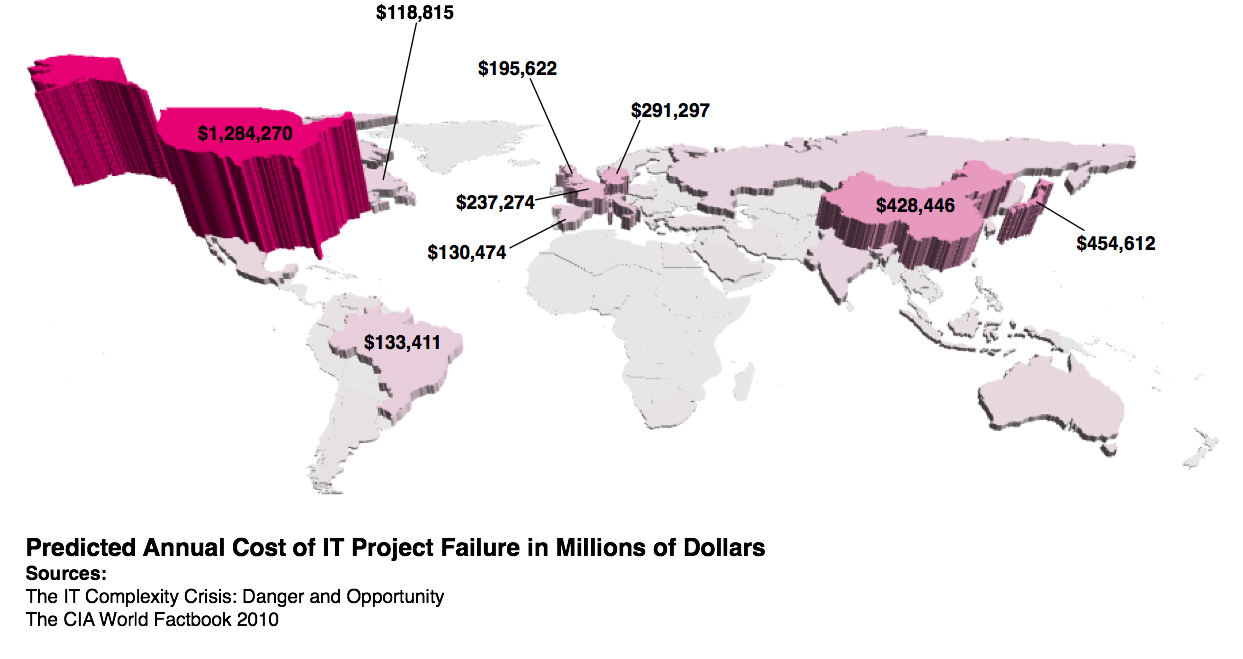 $118,815
$195,622
$291,297
$1,284,270
$237,274
$428,446
$130,474
$454,612
$133,411
Predicted Annual Cost of IT Project Failure in Millions of Dollars
Sources:
The IT Complexity Crisis: Danger and Opportunity
The CIA World Factbook 2010